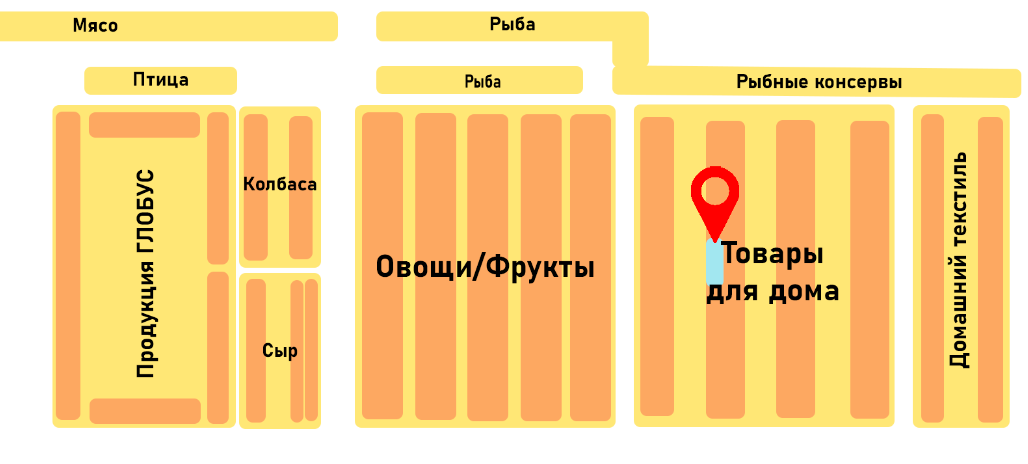 Мясо
Рыба
Птица
Рыба
Рыбные консервы
Продукция ГЛОБУС
Колбаса
Сыр
Овощи/Фрукты
Товары
для дома
Домашний текстиль